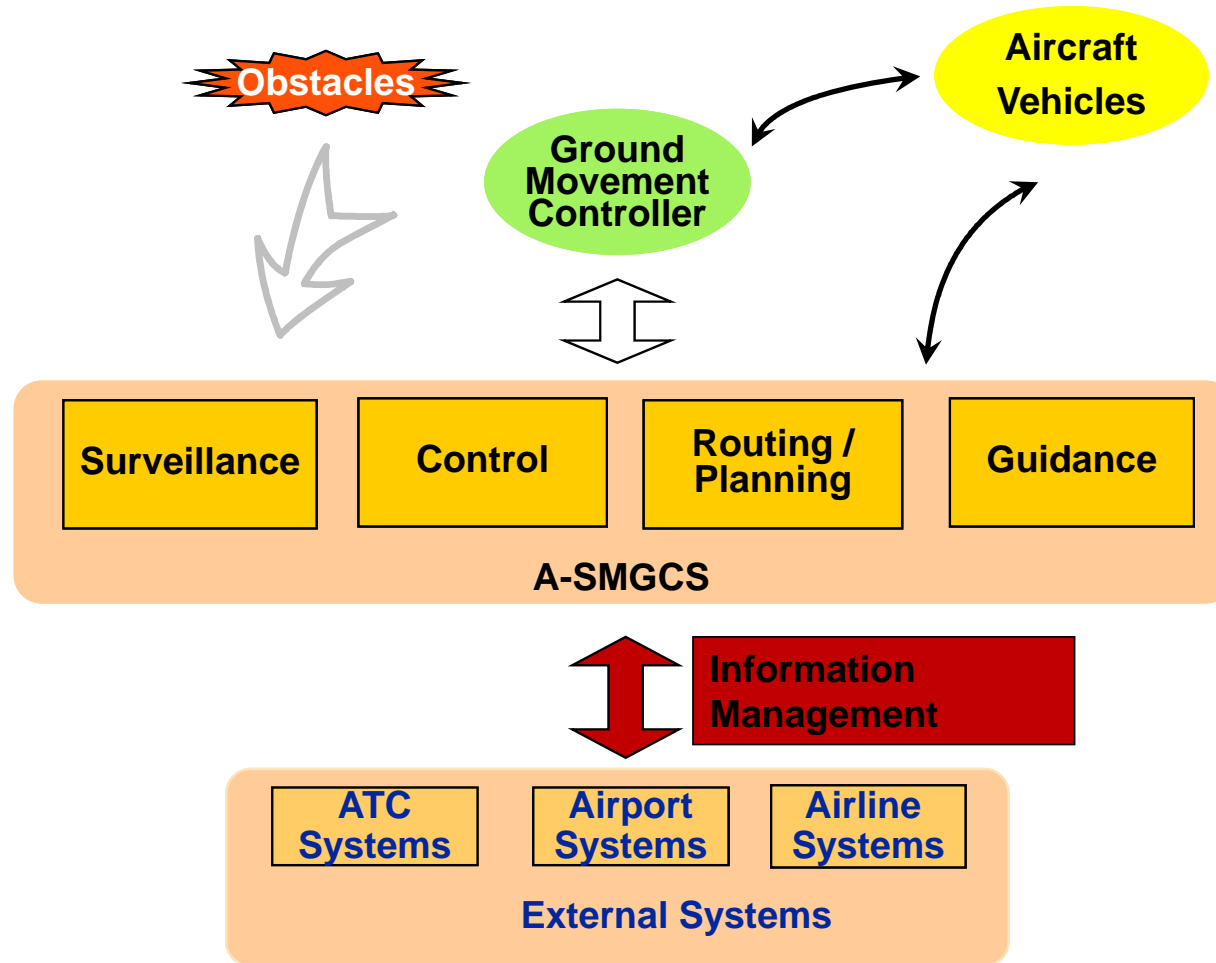 Obstacles
Aircraft
Vehicles
Ground
Movement
Controller
Surveillance
Control
Routing /
Planning
Guidance
A-SMGCS
Information
Management
ATC
Systems
Airport
Systems
Airline
Systems
External Systems